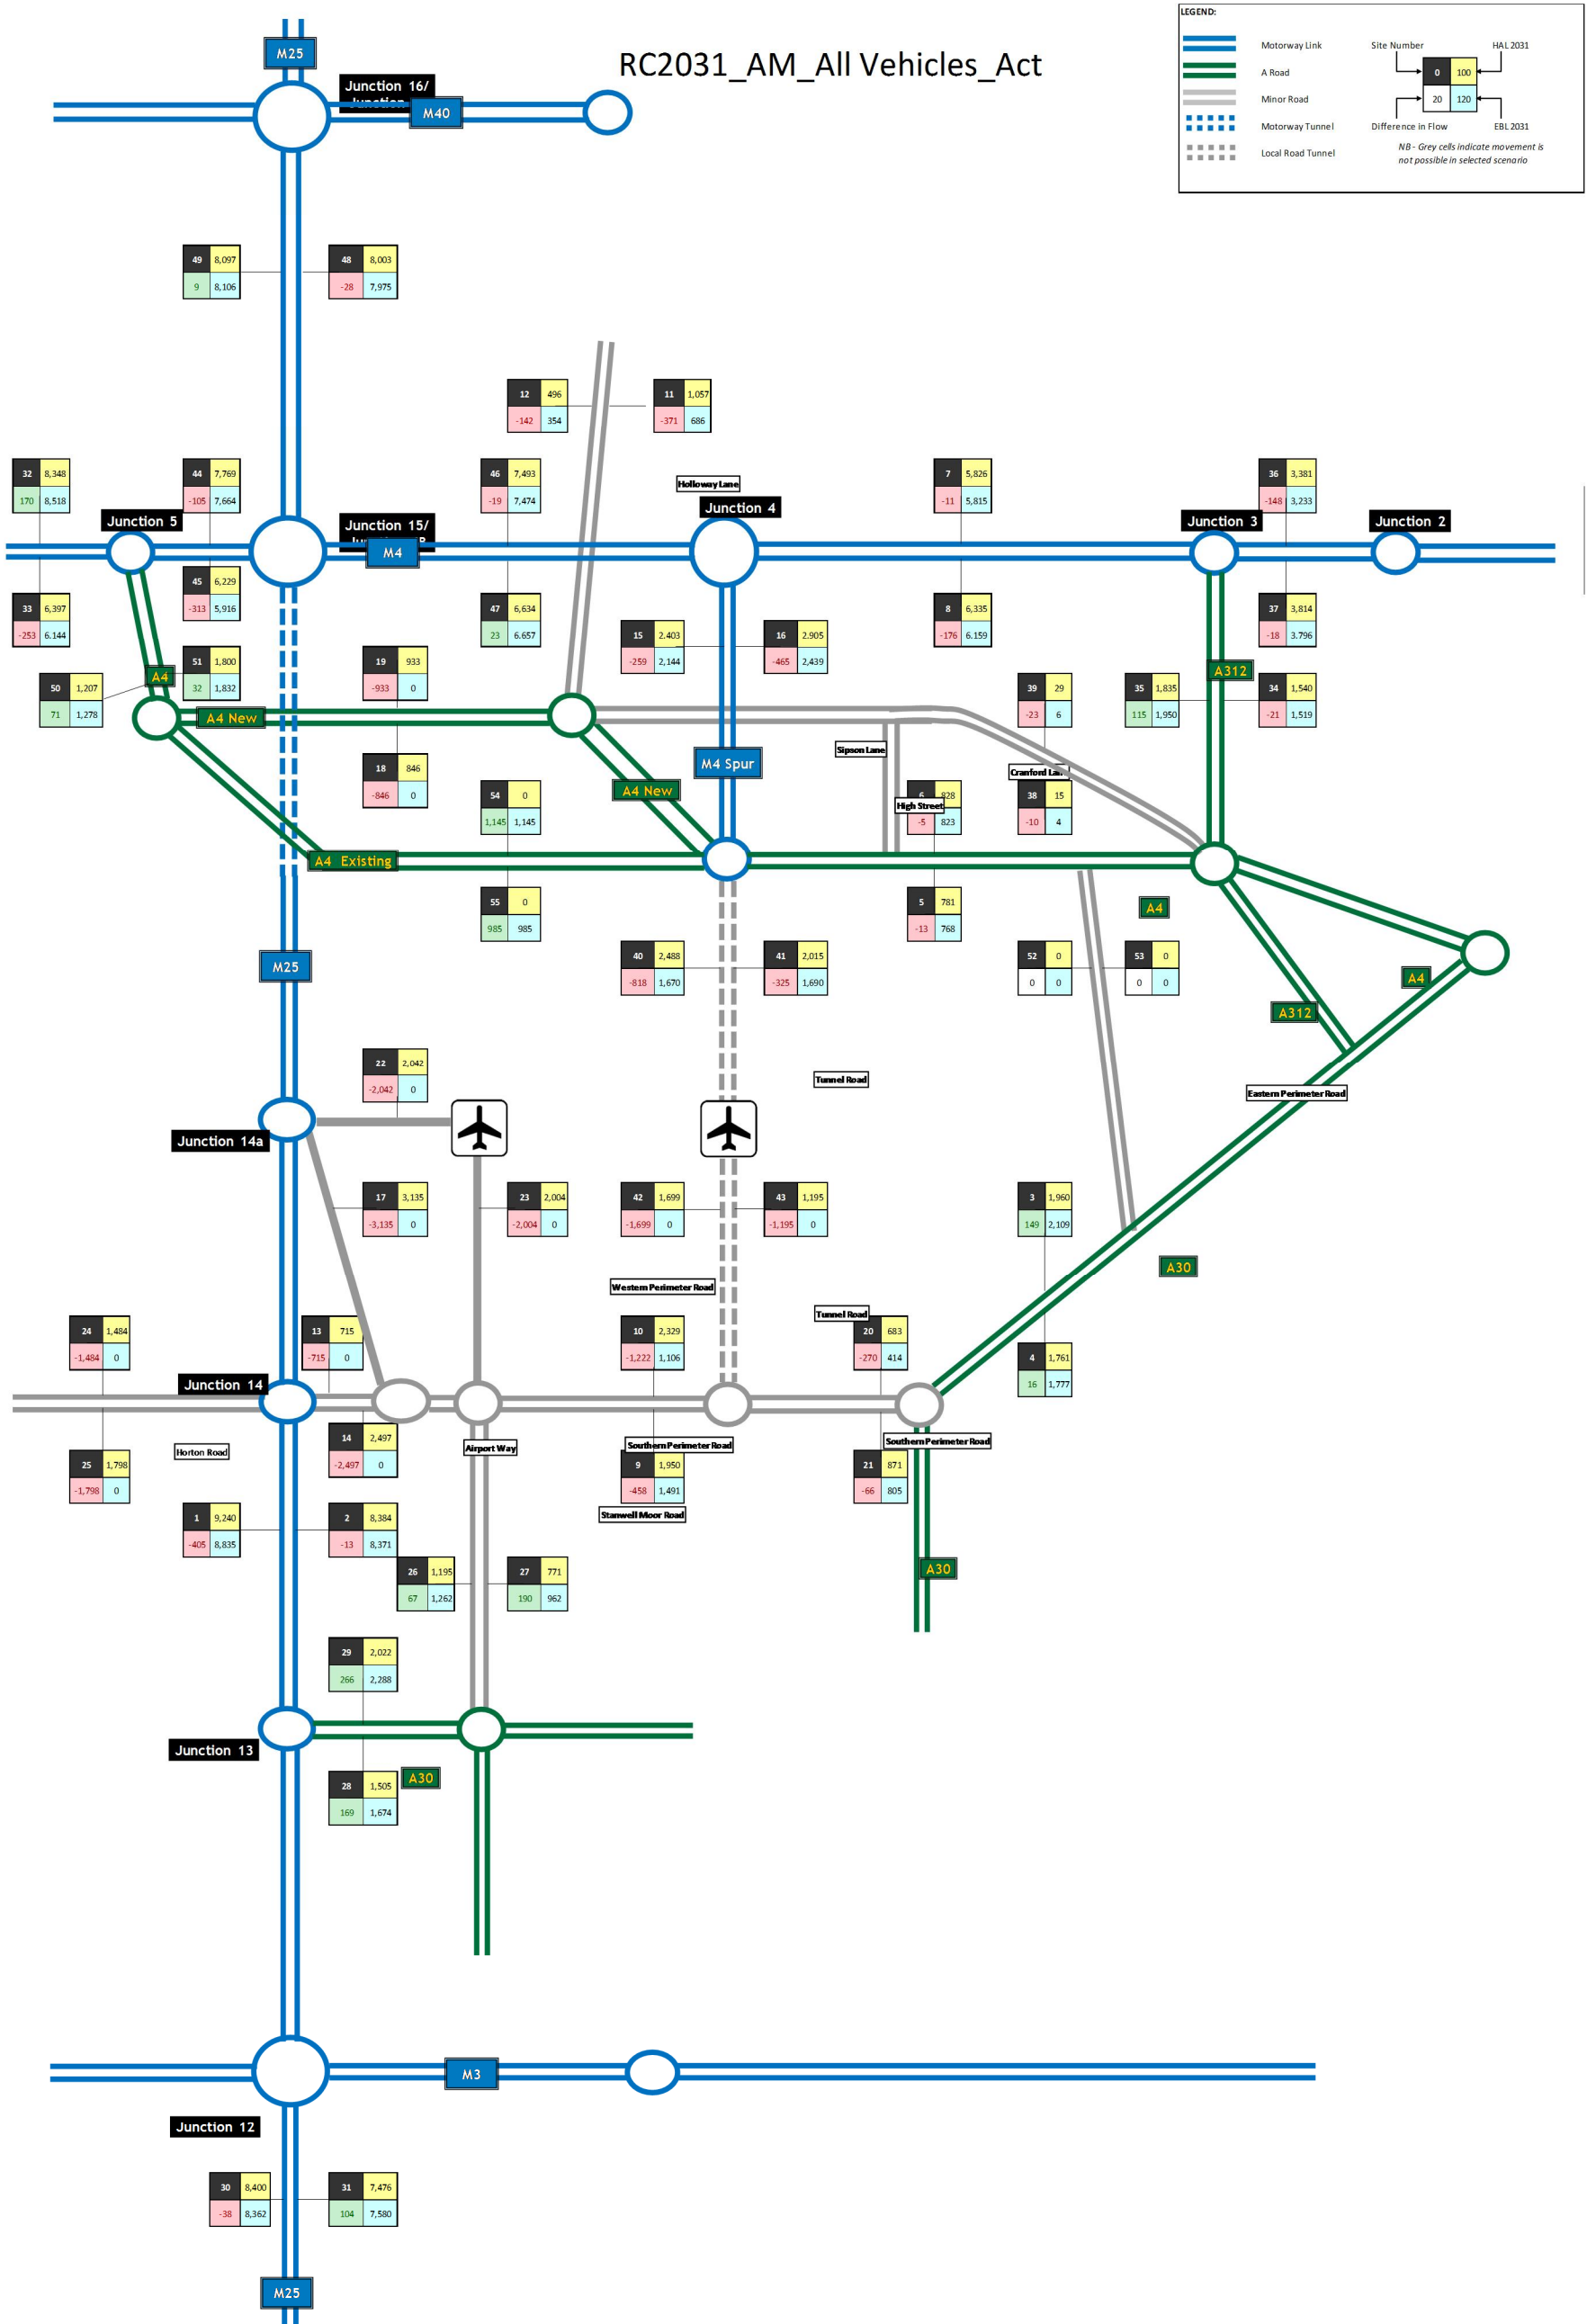 RC2031_AM_All Vehicles_Act
LEGEND:
Motorway Link
A Road
Minor Road
Motorway Tunnel
Local Road Tunnel
Site Number
HAL 2031
0 100
20 120
Difference in Flow
EBL 2031
NB - Grey cells indicate movement is
not possible in selected scenario
M25
Junction 16/
M40
49 8,097
9 8,106
48 8,003
-28 7,975
12 496
-142 354
11 1,057
-371 686
32 8,348
170 8,518
44 7,769
-105 7,664
46 7,493
-19 7,474
Holloway Lane
7 5,826
-11 5,815
36 3,381
-148 3,233
Junction 5
Junction 15/
M4
Junction 4
Junction 3
Junction 2
33 6,397
-253 6.144
45 6,229
-313 5,916
47 6,634
23 6.657
8 6,335
-176 6.159
37 3,814
-18 3.796
15 2.403
-259 2,144
16 2.905
-465 2,439
50 1,207
71 1,278
A4
51 1,800
32 1,832
19 933
-933 0
39 29
-23 6
35 1,835
115 1,950
A312
34 1,540
-21 1,519
A4 New
Sipson Lane
M4 Spur
Cranford
18 846
-846 0
54 0
1,145 1,145
A4 New
6 828
High Street
-5 823
38 15
-10 4
A4 Existing
55 0
985 985
5 781
-13 768
A4
M25
40 2,488
-818 1,670
41 2,015
-325 1,690
52 0
0 0
53 0
0 0
A4
A312
22 2,042
-2,042 0
Tunnel Road
Eastern Perimeter Road
Junction 14a
17 3,135
-3,135 0
23 2,004
-2,004 0
42 1,699
-1,699 0
43 1,195
-1,195 0
3 1,960
149 2,109
A30
Western Perimeter Road
Tunnel Road
24 1,484
-1,484 0
13 715
-715 0
10 2,329
-1,222 1,106
20 683
-270 414
4 1,761
16 1,777
Junction 14
Horton Road
14 2,497
-2,497 0
Airport Way
Southern Perimeter Road
Southern Perimeter Road
25 1,798
-1,798 0
9 1,950
-458 1,491
21 871
-66 805
Stanwell Moor Road
1 9,240
-405 8,835
2 8,384
-13 8,371
26 1,195
67 1,262
27 771
190 962
A30
29 2,022
266 2,288
Junction 13
28 1,505
169 1,674
A30
M3
Junction 12
30 8,400
-38 8,362
31 7,476
104 7,580
M25